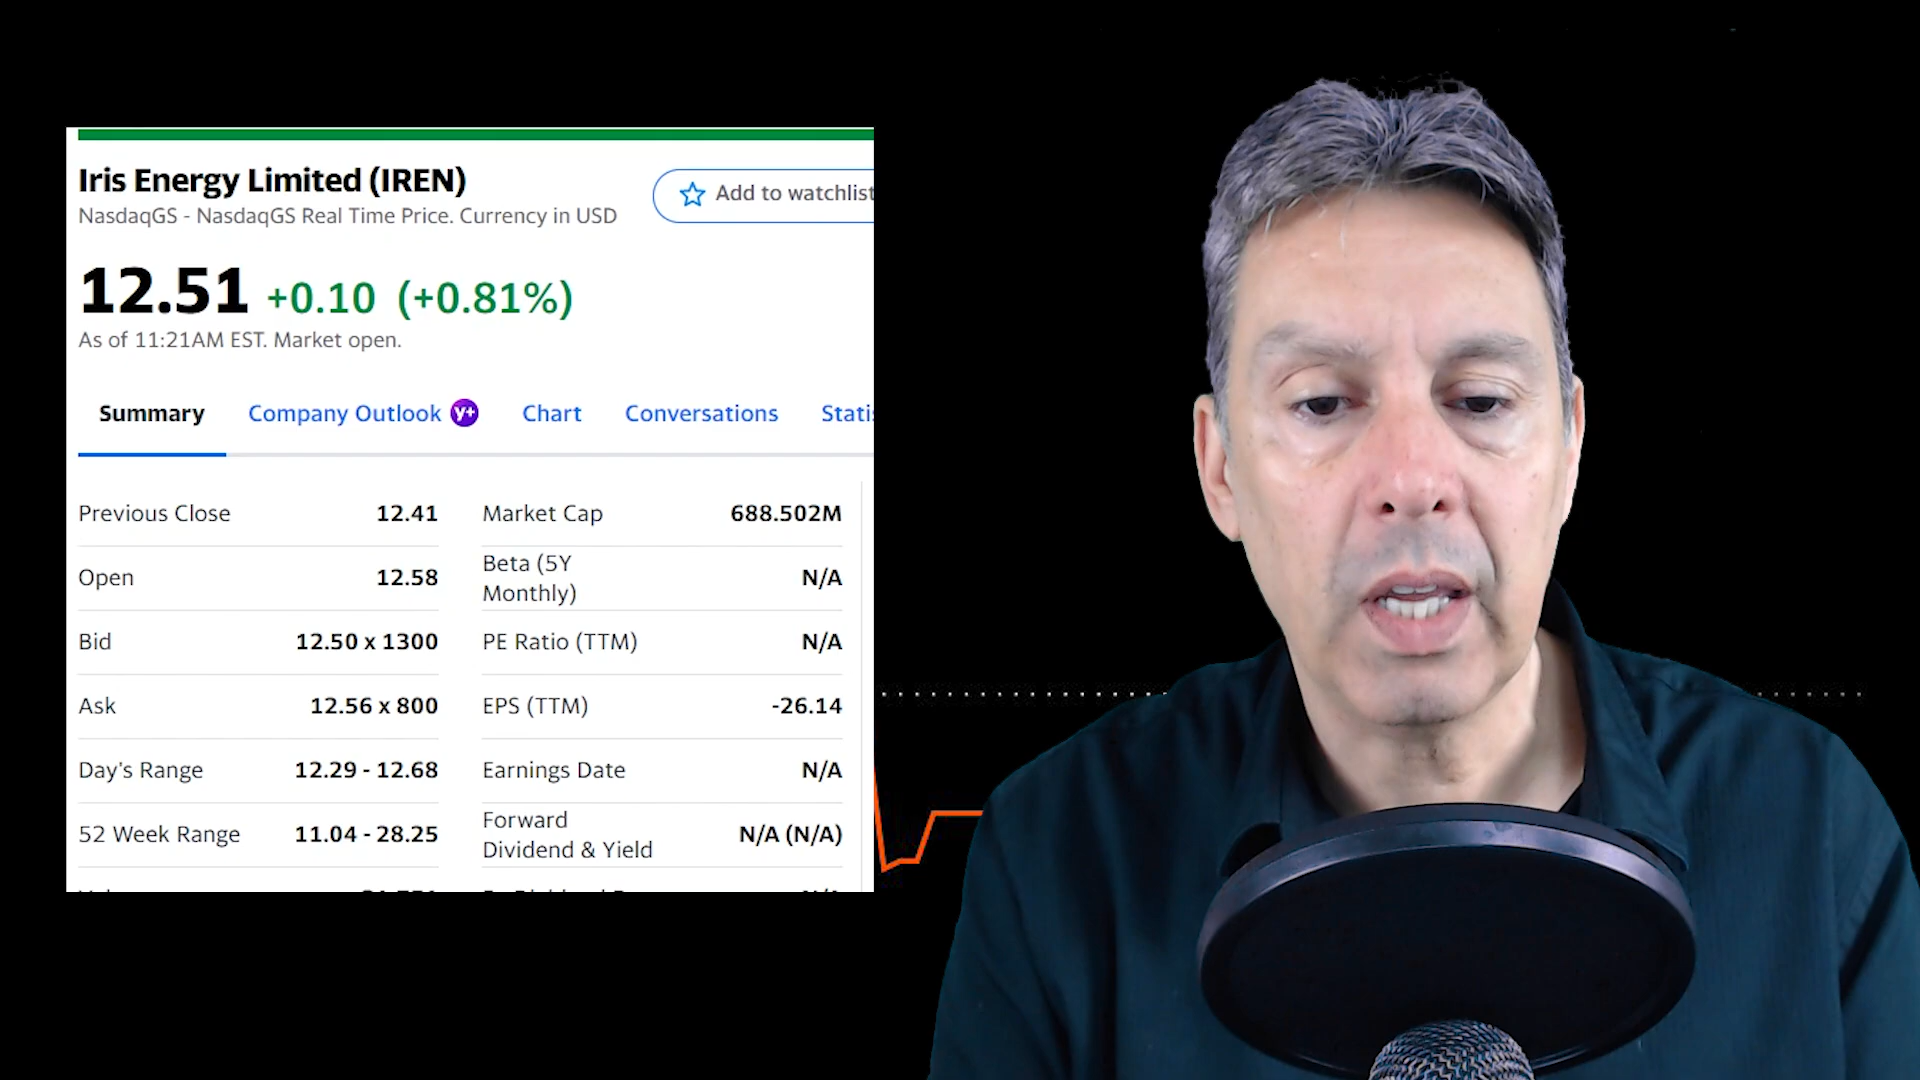 Iris Energy Limited (IREN)
Add to watchlist
NasdaqGS - NasdaqGS Real Time Price. Currency in USD
12.51 +0.10 (+0.81%)
As of 11:21AM EST. Market open.
Summary Company Outlook y+ Chart Conversations Statis
Previous Close 12.41 Market Cap 688.502M
Open 12.58 Beta (5Y
Monthly) N/A
Bid 12.50 x 1300 PE Ratio (TTM) N/A
Ask 12.56 x 800 EPS (TTM) -26.14
Day's Range 12.29 - 12.68 Earnings Date N/A
52 Week Range 11.04 - 28.25 Forward
Dividend & Yield N/A (N/A)